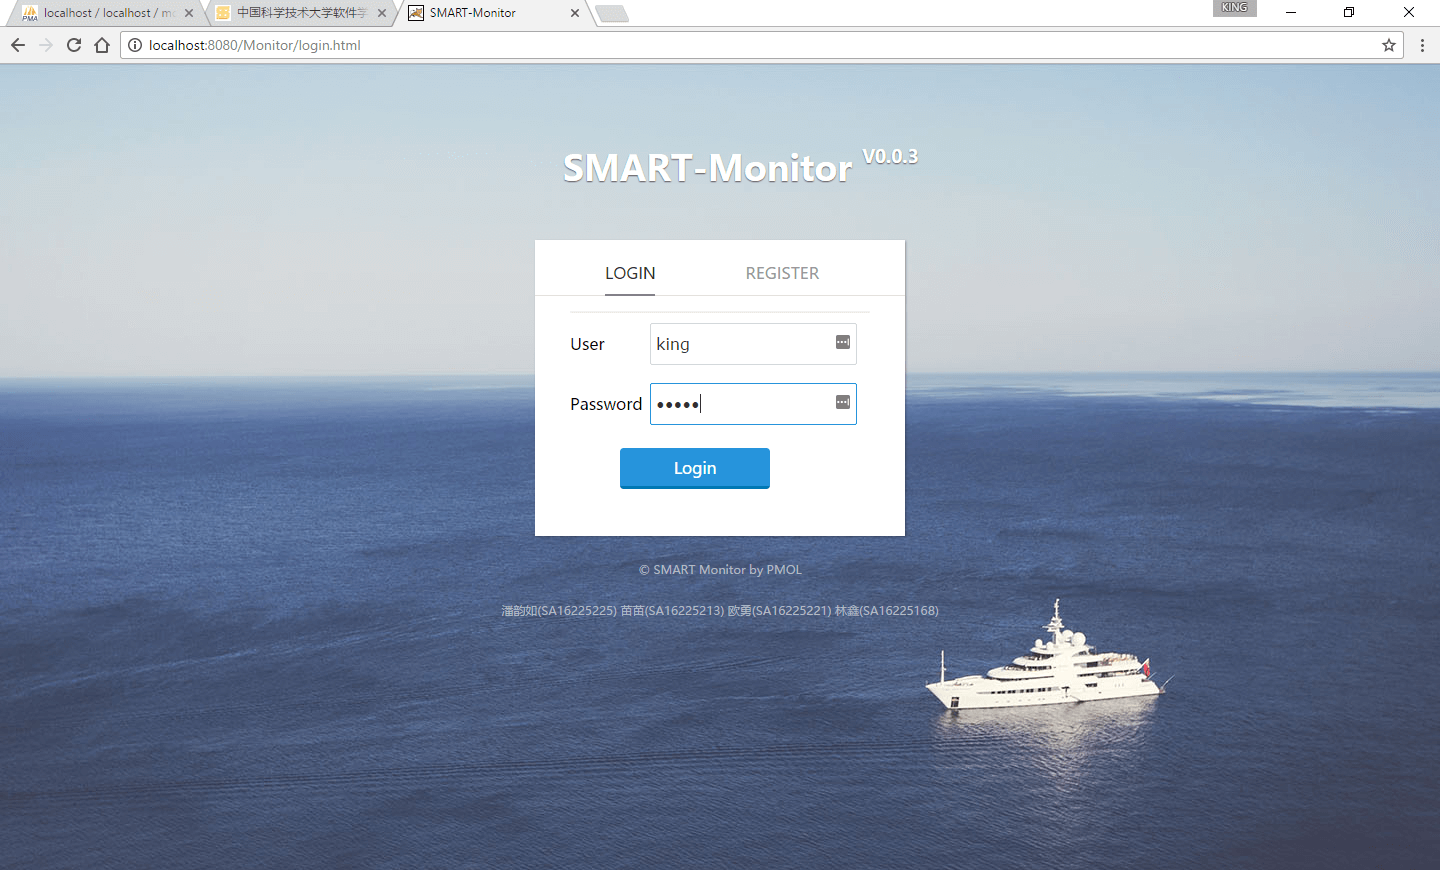 localhost / localhost / mo
中国科学技术大学软件学
SMART-Monitor
KING
localhost:8080/Monitor/login.html
SMART-Monitor V0.0.3
LOGIN REGISTER
User king
Password •••••
Login
© SMART Monitor by PMOL
潘韵如(SA16225225) 苗苗(SA16225213) 欧勇(SA16225221) 林鑫(SA16225168)